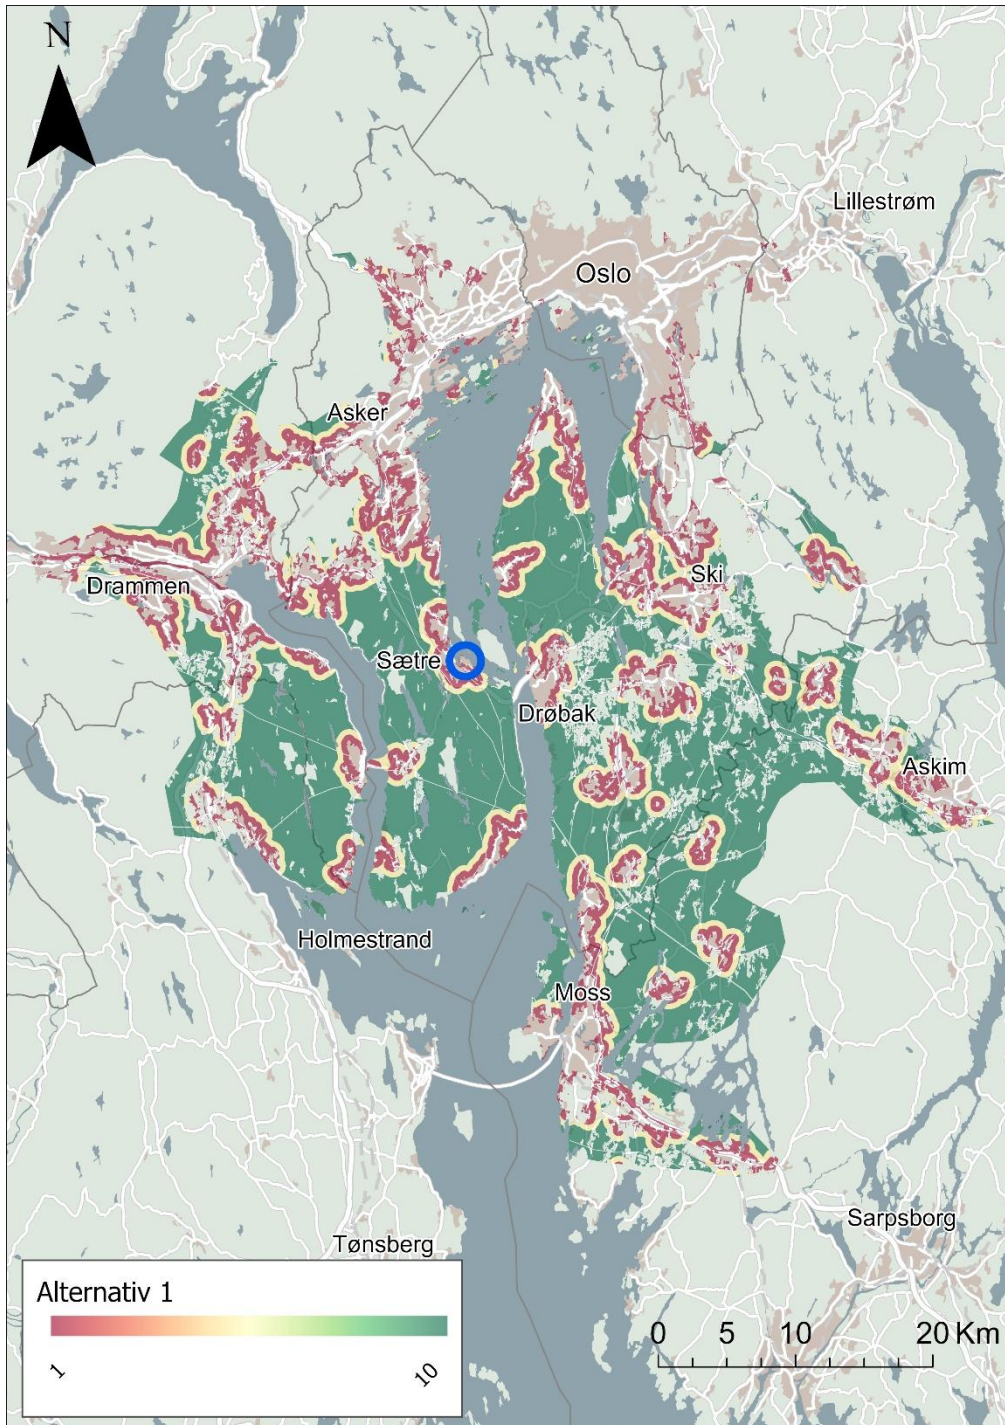 N
Lillestrøm
Oslo
Asker
Drammen
Ski
Sætre
Drøbak
Askim
Holmestrand
Moss
Sarpsborg
Tønsberg
Alternativ 1
1
10
0 5 10 20 Km